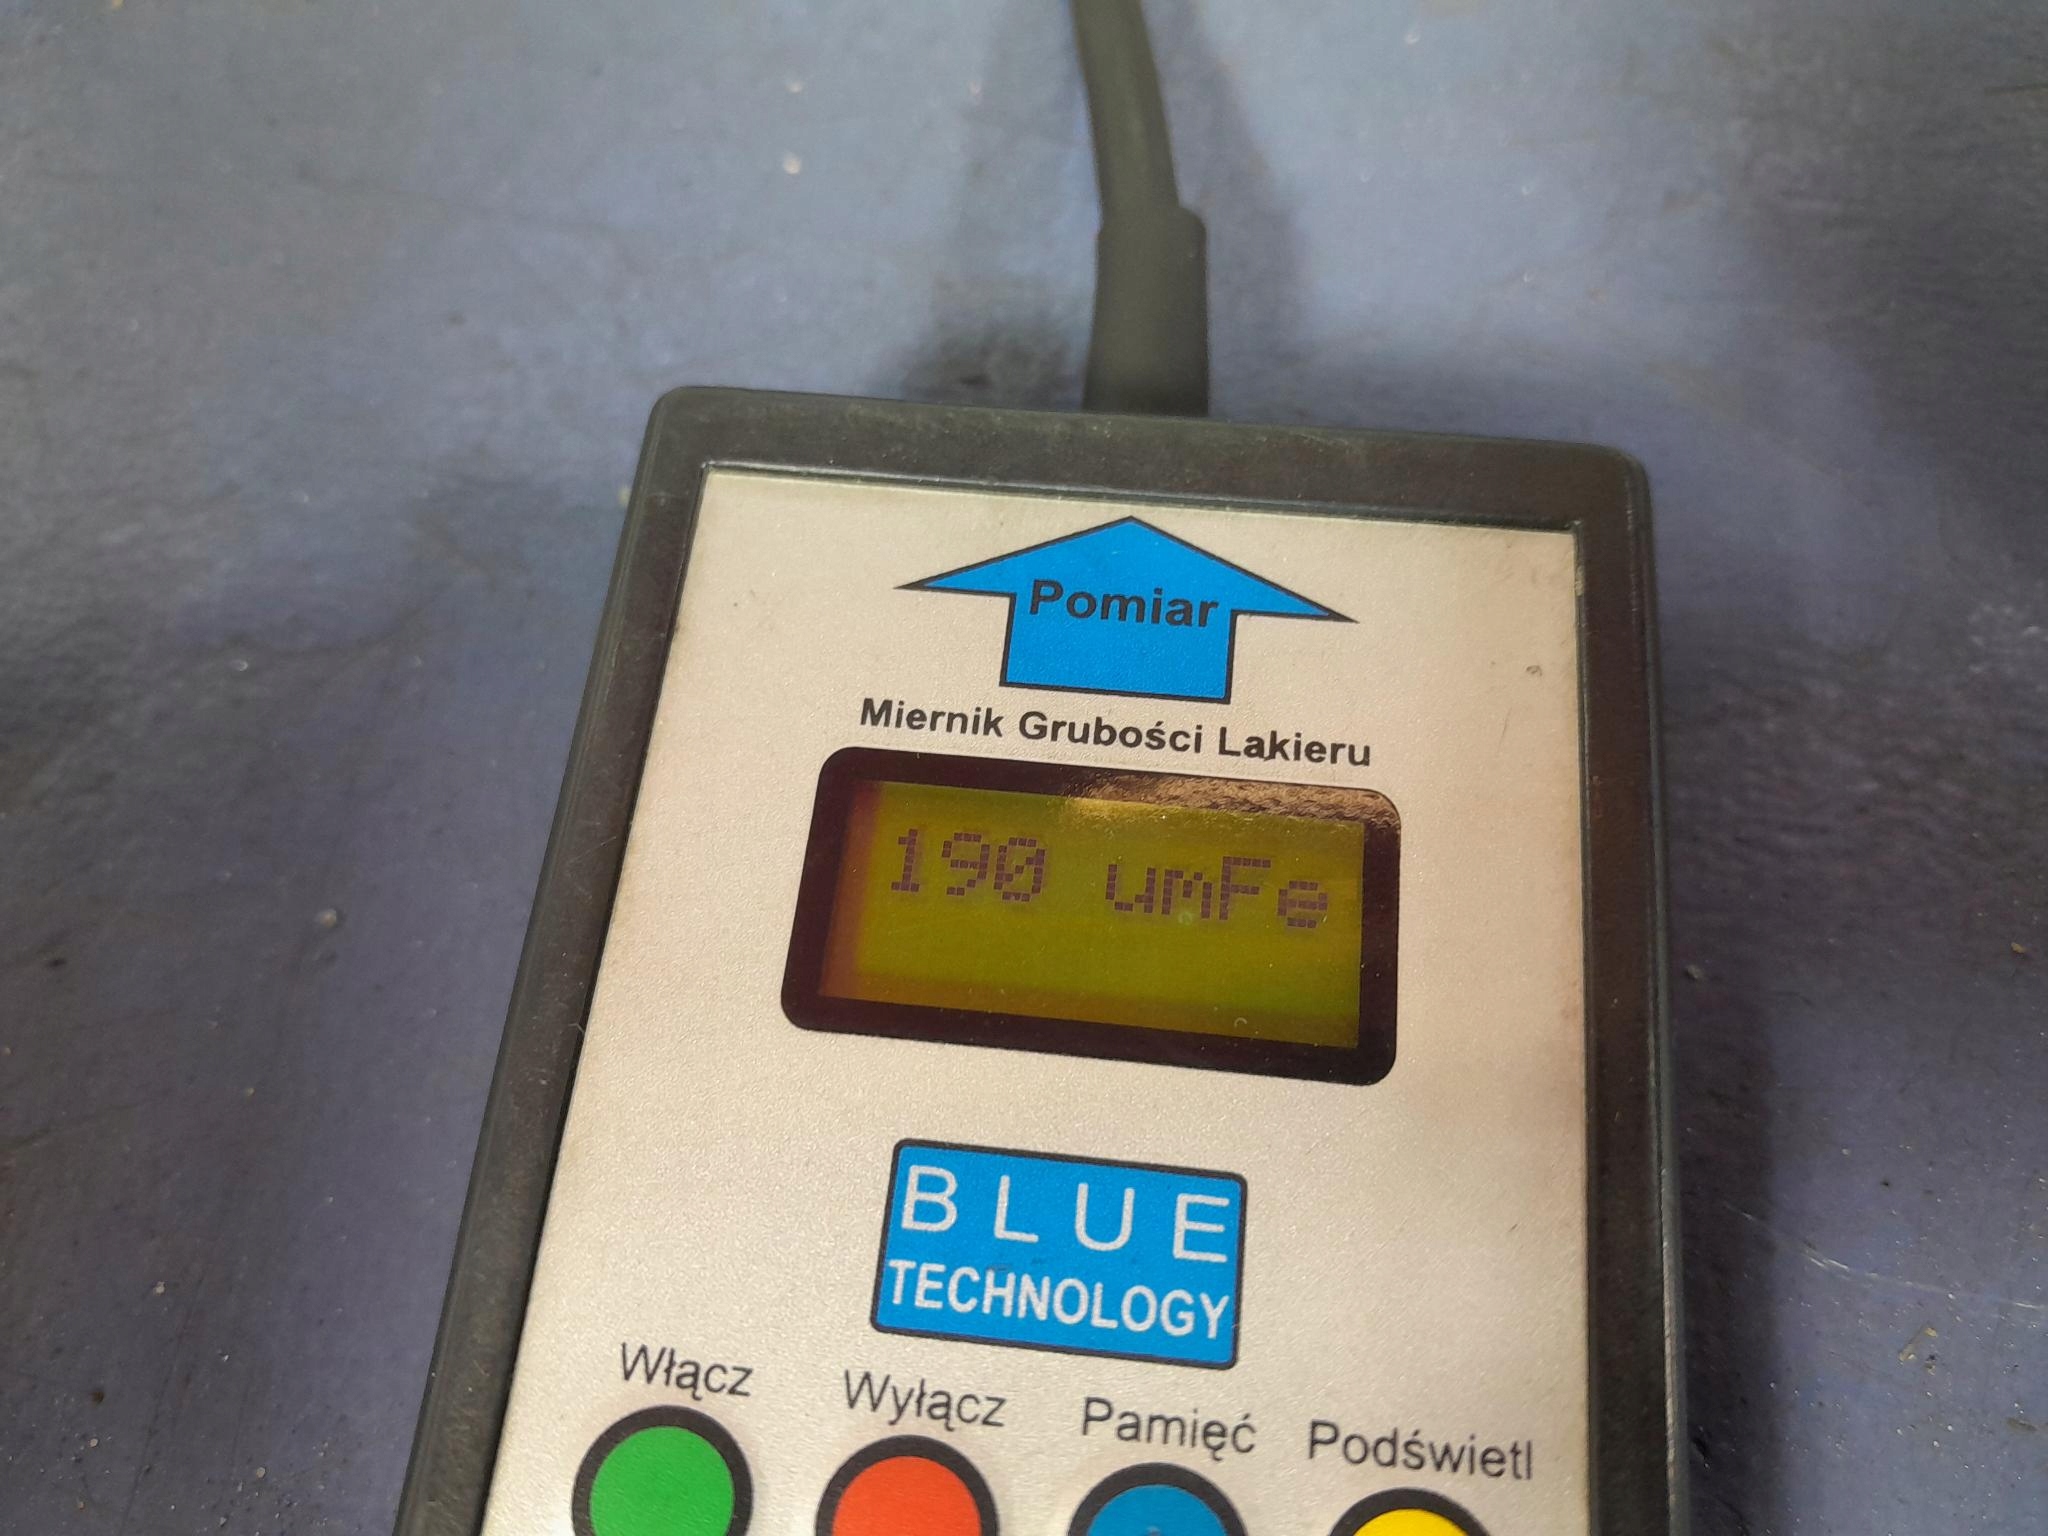 Pomiar
Miernik Grubości Lakieru
190 umFe
BLUE
TECHNOLOGY
Włącz Wyłącz Pamięć Podświetl